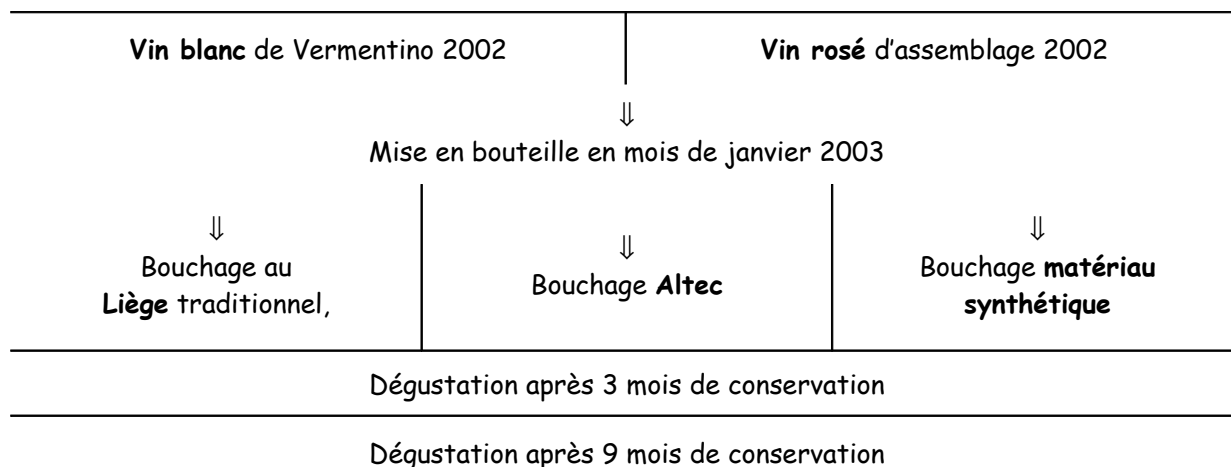 Vin blanc de Vermentino 2002
Vin rosé d'assemblage 2002
⇓
Mise en bouteille en mois de janvier 2003
⇓
Bouchage au
Liège traditionnel,
⇓
Bouchage Altec
⇓
Bouchage matériau
synthétique
Dégustation après 3 mois de conservation
Dégustation après 9 mois de conservation